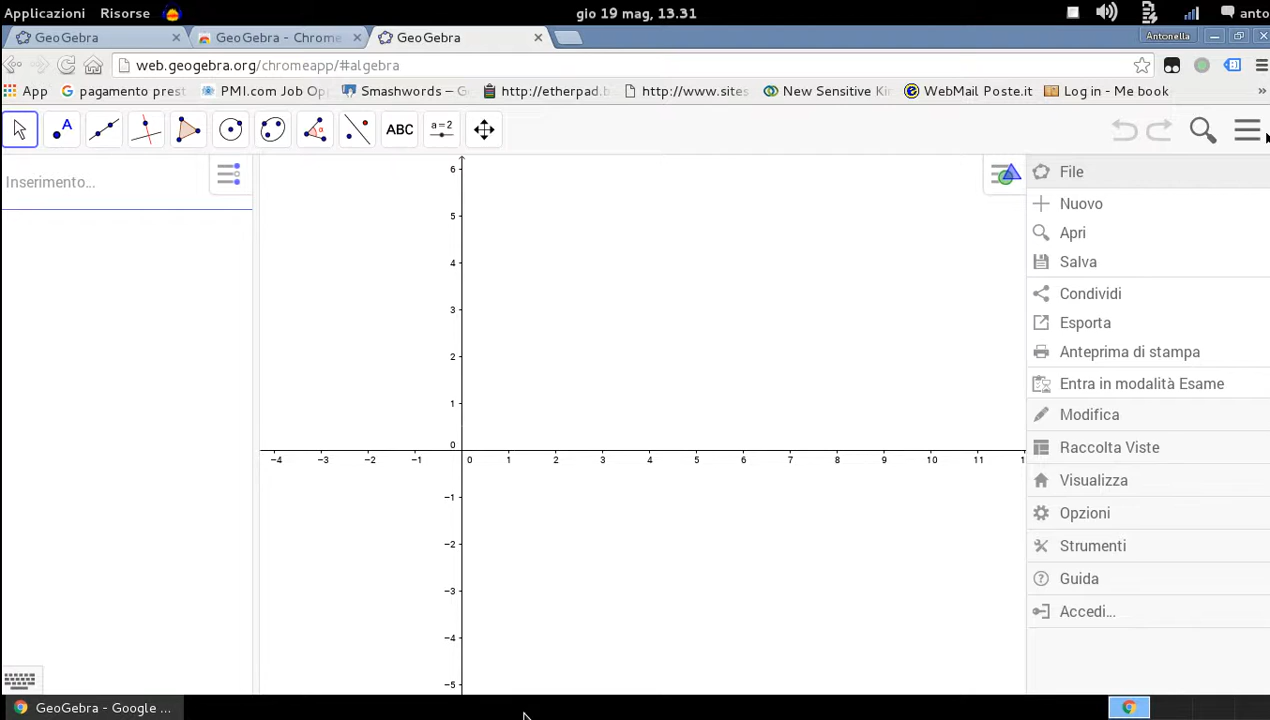 Applicazioni Risorse gio 19 mag, 13.31 anto
GeoGebra GeoGebra - Chrome GeoGebra Antonella
web.geogebra.org/chromeapp/#algebra
App pagamento prest PMI.com Job Opp Smashwords – G http://etherpad.b http://www.sites New Sensitive Kin WebMail Poste.it Log in - Me book »
A ABC a=2
Inserimento...
File
Nuovo
Apri
Salva
Condividi
Esporta
Anteprima di stampa
Entra in modalità Esame
Modifica
Raccolta Viste
Visualizza
Opzioni
Strumenti
Guida
Accedi...
6
5
4
3
2
1
0
−4 −3 −2 −1 0 1 2 3 4 5 6 7 8 9 10 11 1
−1
−2
−3
−4
−5
GeoGebra - Google ...